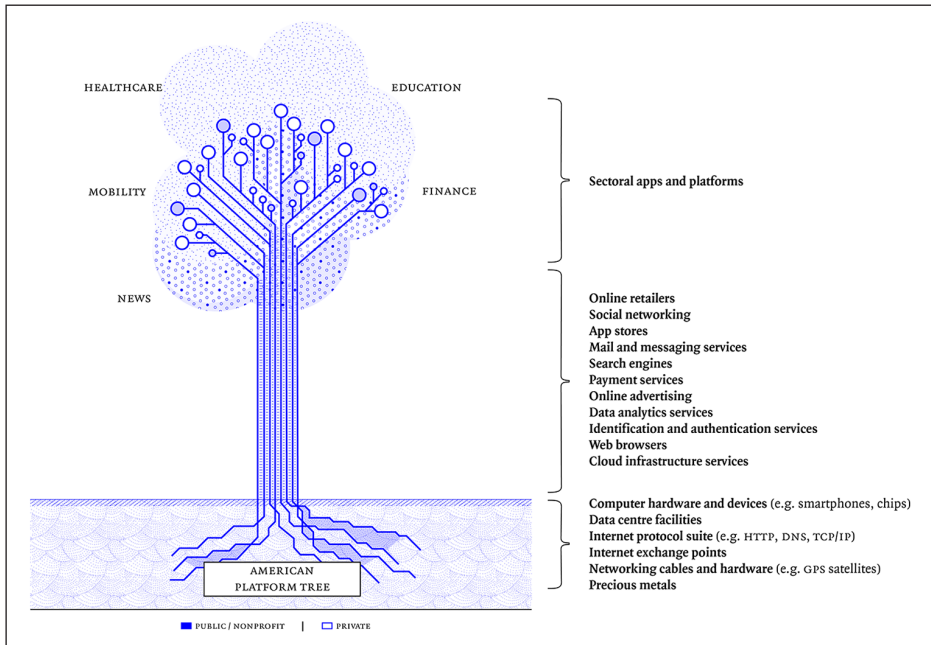 HEALTHCARE
EDUCATION
MOBILITY
FINANCE
NEWS
Sectoral apps and platforms
Online retailers
Social networking
App stores
Mail and messaging services
Search engines
Payment services
Online advertising
Data analytics services
Identification and authentication services
Web browsers
Cloud infrastructure services
Computer hardware and devices (e.g. smartphones, chips)
Data centre facilities
Internet protocol suite (e.g. HTTP, DNS, TCP/IP)
Internet exchange points
Networking cables and hardware (e.g. GPS satellites)
Precious metals
AMERICAN
PLATFORM TREE
PUBLIC / NONPROFIT | PRIVATE